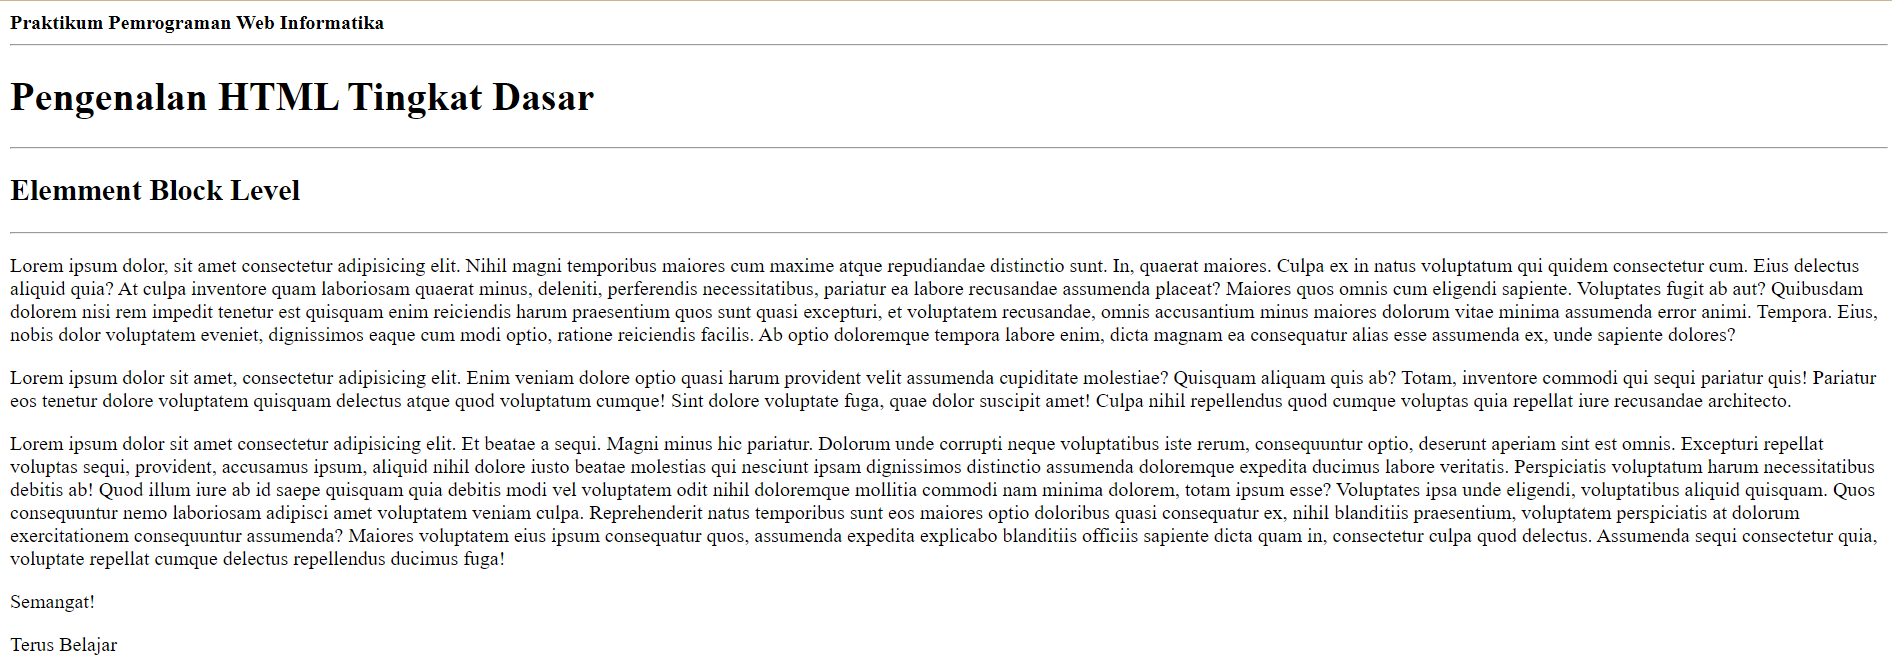 Praktikum Pemrograman Web Informatika
Pengenalan HTML Tingkat Dasar
Elemment Block Level
Lorem ipsum dolor, sit amet consectetur adipisicing elit. Nihil magni temporibus maiores cum maxime atque repudiandae distinctio sunt. In, quaerat maiores. Culpa ex in natus voluptatum qui quidem consectetur cum. Eius delectus
aliquid quia? At culpa inventore quam laboriosam quaerat minus, deleniti, perferendis necessitatibus, pariatur ea labore recusandae assumenda placeat? Maiores quos omnis cum eligendi sapiente. Voluptates fugit ab aut? Quibusdam
dolorem nisi rem impedit tenetur est quisquam enim reiciendis harum praesentium quos sunt quasi excepturi, et voluptatem recusandae, omnis accusantium minus maiores dolorum vitae minima assumenda error animi. Tempora. Eius,
nobis dolor voluptatem eveniet, dignissimos eaque cum modi optio, ratione reiciendis facilis. Ab optio doloremque tempora labore enim, dicta magnam ea consequatur alias esse assumenda ex, unde sapiente dolores?
Lorem ipsum dolor sit amet, consectetur adipisicing elit. Enim veniam dolore optio quasi harum provident velit assumenda cupiditate molestiae? Quisquam aliquam quis ab? Totam, inventore commodi qui sequi pariatur quis! Pariatur
eos tenetur dolore voluptatem quisquam delectus atque quod voluptatum cumque! Sint dolore voluptate fuga, quae dolor suscipit amet! Culpa nihil repellendus quod cumque voluptas quia repellat iure recusandae architecto.
Lorem ipsum dolor sit amet consectetur adipisicing elit. Et beatae a sequi. Magni minus hic pariatur. Dolorum unde corrupti neque voluptatibus iste rerum, consequuntur optio, deserunt aperiam sint est omnis. Excepturi repellat
voluptas sequi, provident, accusamus ipsum, aliquid nihil dolore iusto beatae molestias qui nesciunt ipsam dignissimos distinctio assumenda doloremque expedita ducimus labore veritatis. Perspiciatis voluptatum harum necessitatibus
debitis ab! Quod illum iure ab id saepe quisquam quia debitis modi vel voluptatem odit nihil doloremque mollitia commodi nam minima dolorem, totam ipsum esse? Voluptates ipsa unde eligendi, voluptatibus aliquid quisquam. Quos
consequuntur nemo laboriosam adipisci amet voluptatem veniam culpa. Reprehenderit natus temporibus sunt eos maiores optio doloribus quasi consequatur ex, nihil blanditiis praesentium, voluptatem perspiciatis at dolorum
exercitationem consequuntur assumenda? Maiores voluptatem eius ipsum consequatur quos, assumenda expedita explicabo blanditiis officiis sapiente dicta quam in, consectetur culpa quod delectus. Assumenda sequi consectetur quia,
voluptate repellat cumque delectus repellendus ducimus fuga!
Semangat!
Terus Belajar